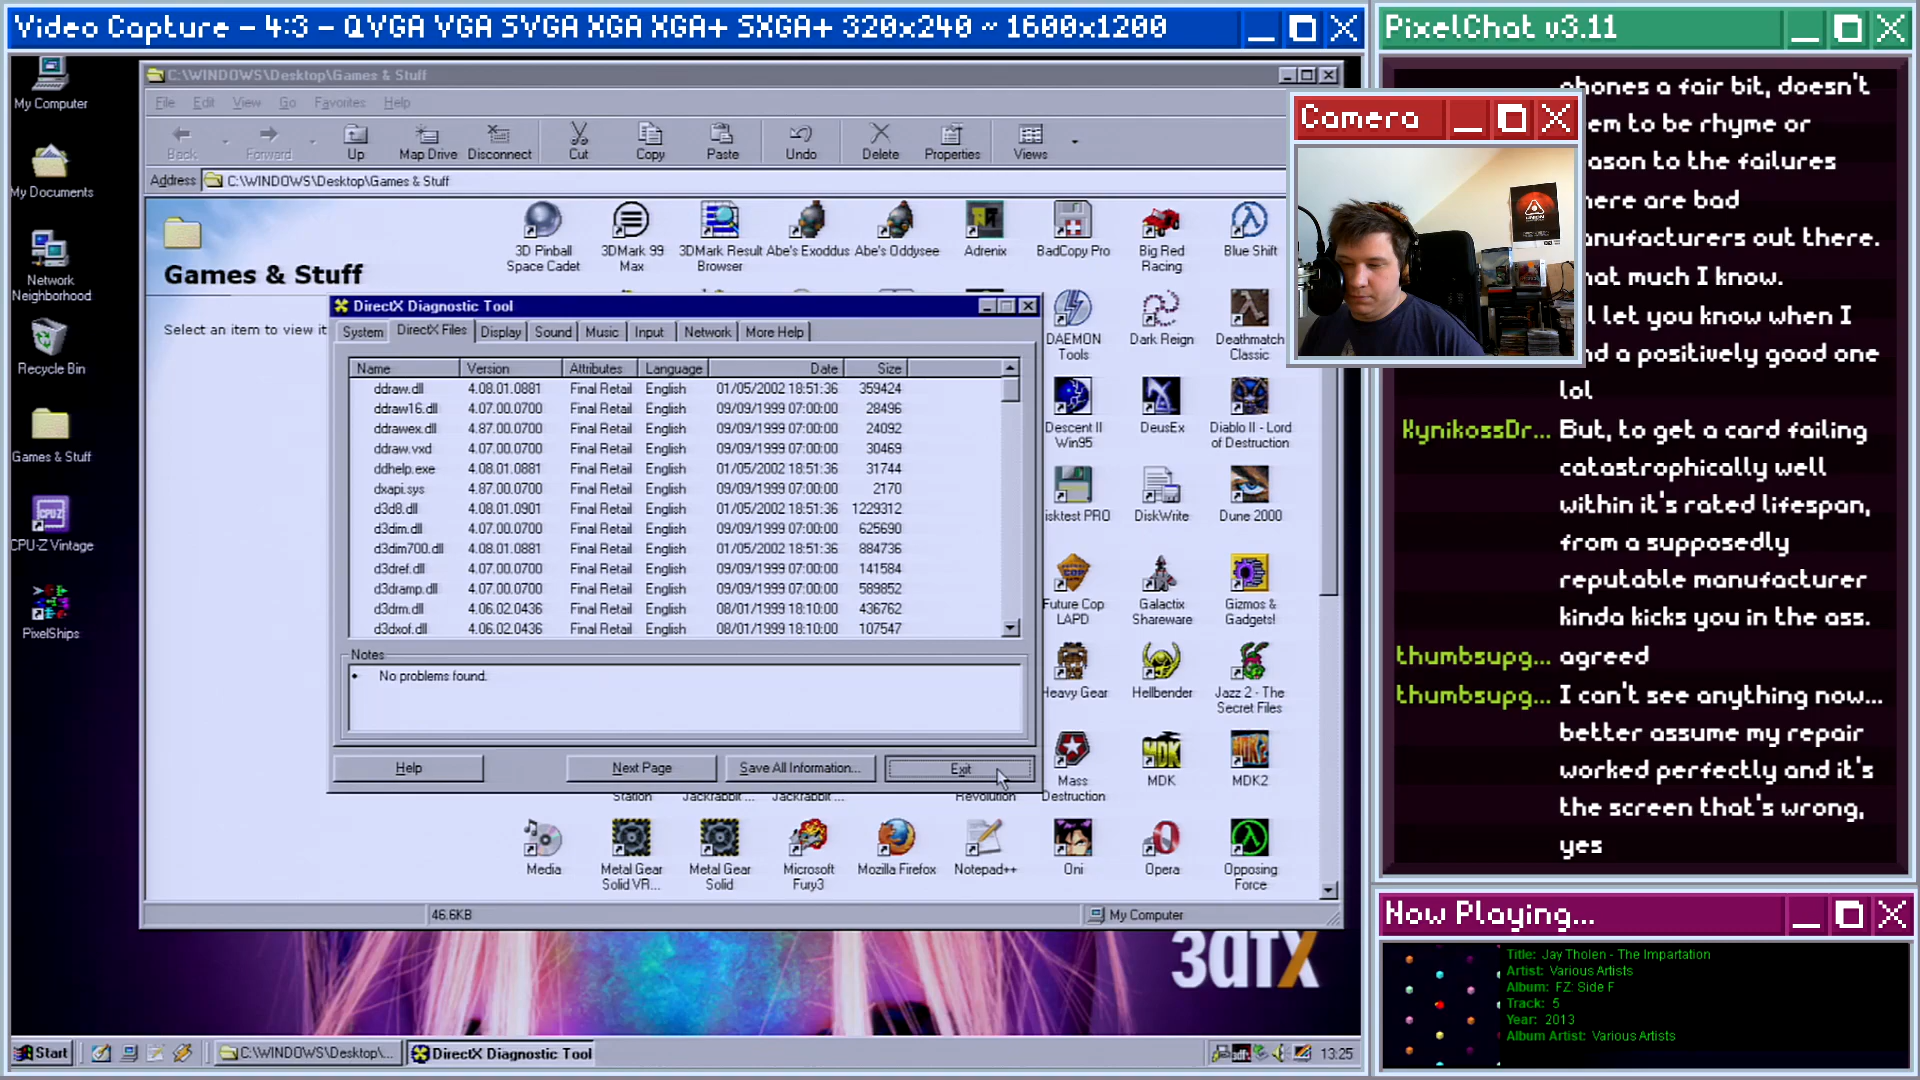 Video Capture - 4:3 - QVGA VGA SVGA XGA XGA+ SXGA+ 320x240 ~ 1600x1200
My Computer
My Documents
Network
Neighborhood
Recycle Bin
Games & Stuff
CPU-Z Vintage
PixelShips
C:\WINDOWS\Desktop\Games & Stuff
File Edit View Go Favorites Help
Back Forward Up Map Drive Disconnect Cut Copy Paste Undo Delete Properties Views
Address C:\WINDOWS\Desktop\Games & Stuff
Games & Stuff
Select an item to view it
3D Pinball
Space Cadet
3DMark 99
Max
3DMark Result
Browser
Abe's Exoddus
Abe's Oddysee
Adrenix
BadCopy Pro
Big Red
Racing
Blue Shift
DAEMON
Tools
Dark Reign
Deathmatch
Classic
Descent II
Win95
DeusEx
Diablo II - Lord
of Destruction
isktest PRO
DiskWrite
Dune 2000
Future Cop
LAPD
Galactix
Shareware
Gizmos &
Gadgets!
Heavy Gear
Hellbender
Jazz 2 - The
Secret Files
Mass
Destruction
MDK
MDK2
DirectX Diagnostic Tool
System DirectX Files Display Sound Music Input Network More Help
Name Version Attributes Language Date Size
ddraw.dll 4.08.01.0881 Final Retail English 01/05/2002 18:51:36 359424
ddraw16.dll 4.07.00.0700 Final Retail English 09/09/1999 07:00:00 28496
ddrawex.dll 4.87.00.0700 Final Retail English 09/09/1999 07:00:00 24092
ddraw.vxd 4.07.00.0700 Final Retail English 09/09/1999 07:00:00 30469
ddhelp.exe 4.08.01.0881 Final Retail English 01/05/2002 18:51:36 31744
dxapi.sys 4.87.00.0700 Final Retail English 09/09/1999 07:00:00 2170
d3d8.dll 4.08.01.0901 Final Retail English 01/05/2002 18:51:36 1229312
d3dim.dll 4.07.00.0700 Final Retail English 09/09/1999 07:00:00 625690
d3dim700.dll 4.08.01.0881 Final Retail English 01/05/2002 18:51:36 884736
d3dref.dll 4.07.00.0700 Final Retail English 09/09/1999 07:00:00 141584
d3dramp.dll 4.07.00.0700 Final Retail English 09/09/1999 07:00:00 589852
d3drm.dll 4.06.02.0436 Final Retail English 08/01/1999 18:10:00 436762
d3dxof.dll 4.06.02.0436 Final Retail English 08/01/1999 18:10:00 107547
Notes
No problems found.
Help Next Page Save All Information... Exit
Station
Jackrabbit ...
Jackrabbit ...
Revolution
Media
Metal Gear
Solid VR...
Metal Gear
Solid
Microsoft
Fury3
Mozilla Firefox
Notepad++
Oni
Opera
Opposing
Force
46.6KB
My Computer
3dfx
Start
C:\WINDOWS\Desktop\...
DirectX Diagnostic Tool
13:25
PixelChat v3.11
phones a fair bit, doesn't
em to be rhyme or
ason to the failures
here are bad
anufacturers out there.
hat much I know.
l let you know when I
nd a positively good one
lol
KynikossDr... But, to get a card failing
catastrophically well
within it's rated lifespan,
from a supposedly
reputable manufacturer
kinda kicks you in the ass.
thumbsupg... agreed
thumbsupg... I can't see anything now...
better assume my repair
worked perfectly and it's
the screen that's wrong,
yes
Camera
Now Playing...
Title: Jay Tholen - The Impartation
Artist: Various Artists
Album: FZ: Side F
Track: 5
Year: 2013
Album Artist: Various Artists